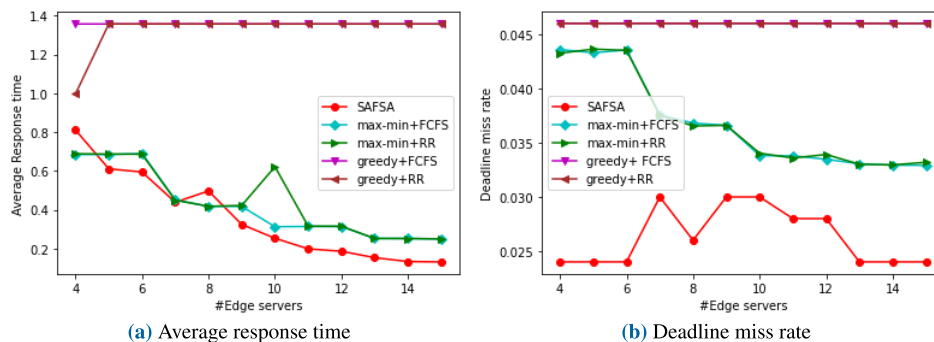 1.4
1.2
1.0
0.8
0.6
0.4
0.2
Average Response time
SAFSA
max-min+FCFS
max-min+RR
greedy+ FCFS
greedy+RR
4 6 8 10 12 14
#Edge servers
(a) Average response time
0.045
0.040
0.035
0.030
0.025
Deadline miss rate
SAFSA
max-min+FCFS
max-min+RR
greedy+ FCFS
greedy+RR
4 6 8 10 12 14
#Edge servers
(b) Deadline miss rate